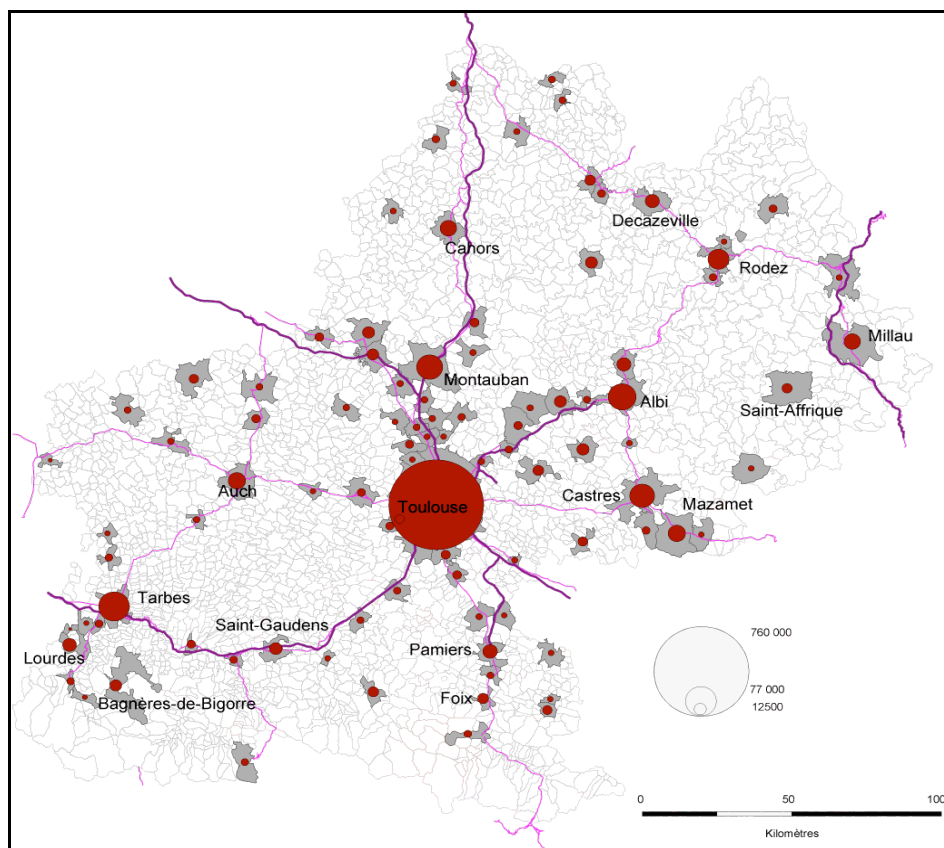 Decazeville
Cahors
Rodez
Millau
Montauban
Albi
Saint-Affrique
Auch
Castres
Mazamet
Toulouse
Tarbes
Saint-Gaudens
Lourdes
Pamiers
Foix
Bagnères-de-Bigorre
760 000
77 000
12500
0 50 100
Kilomètres